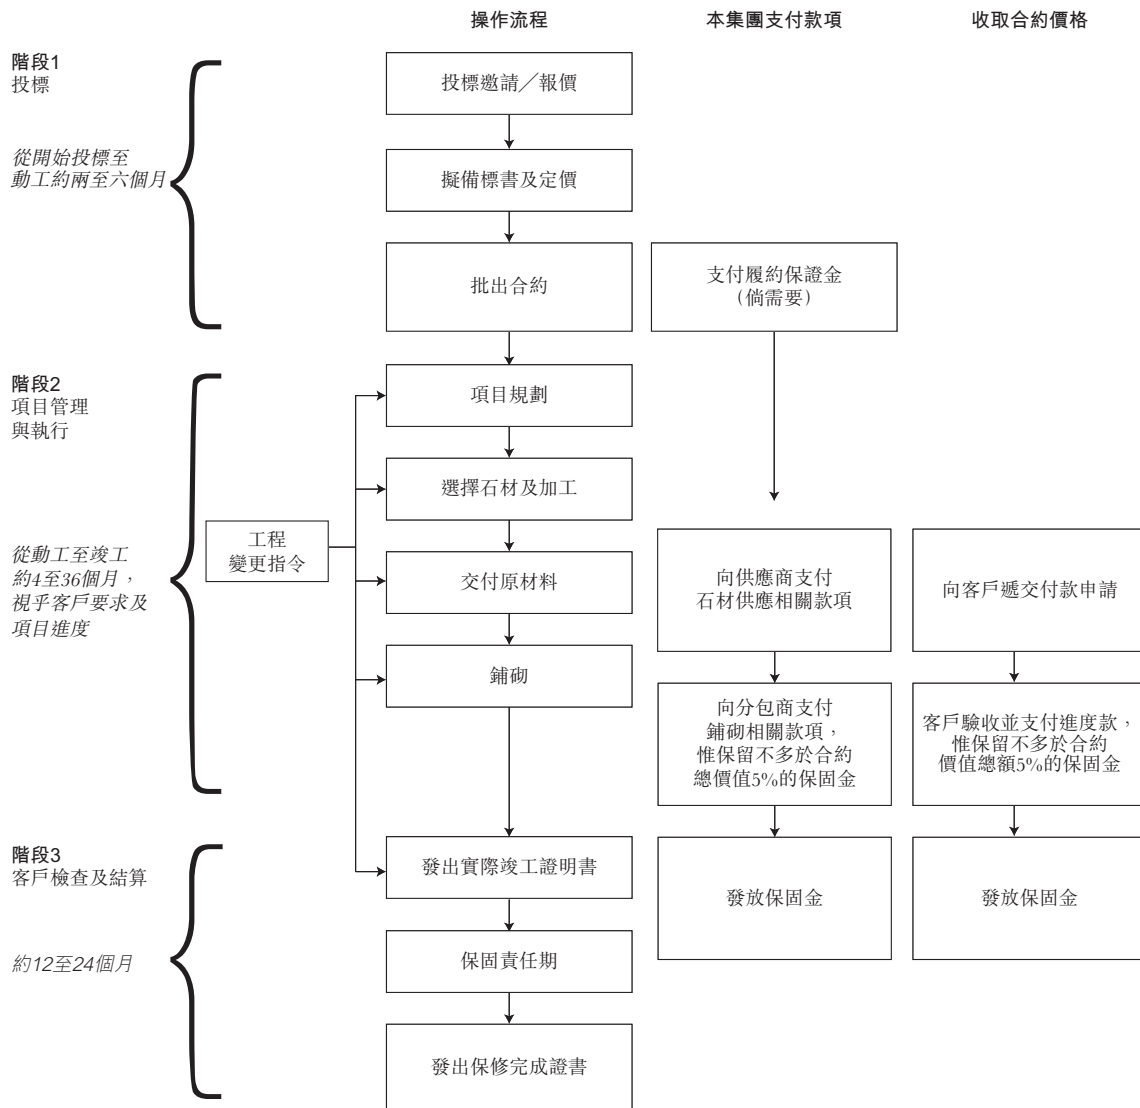 操作流程
本集團支付款項
收取合約價格
階段1
投標
從開始投標至
動工約兩至六個月
投標邀請／報價
擬備標書及定價
批出合約
支付履約保證金
（倘需要）
階段2
項目管理
與執行
從動工至竣工
約4至36個月，
視乎客戶要求及
項目進度
工程
變更指令
項目規劃
選擇石材及加工
交付原材料
鋪砌
向供應商支付
石材供應相關款項
向客戶遞交付款申請
向分包商支付
鋪砌相關款項，
惟保留不多於合約
總價值5%的保固金
客戶驗收並支付進度款，
惟保留不多於合約
價值總額5%的保固金
階段3
客戶檢查及結算
約12至24個月
發出實際竣工證明書
保固責任期
發出保修完成證書
發放保固金
發放保固金